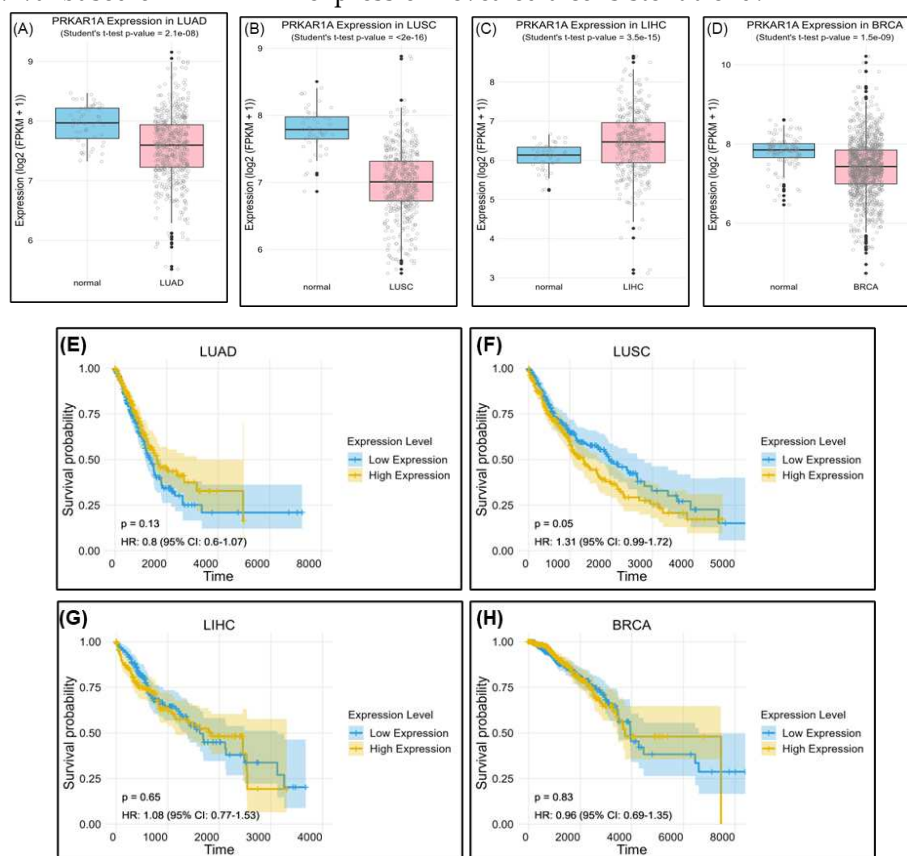 (A) PRKAR1A Expression in LUAD
(Student's t-test p-value = 2.1e-08)
Expression (log2 (FPKM + 1))
9
8
7
6
normal LUAD
(B) PRKAR1A Expression in LUSC
(Student's t-test p-value = <2e-16)
Expression (log2 (FPKM + 1))
9
8
7
6
normal LUSC
(C) PRKAR1A Expression in LIHC
(Student's t-test p-value = 3.5e-15)
Expression (log2 (FPKM + 1))
8
7
6
5
4
3
normal LIHC
(D) PRKAR1A Expression in BRCA
(Student's t-test p-value = 1.5e-09)
Expression (log2 (FPKM + 1))
10
8
6
normal BRCA
(E)
LUAD
Survival probability
1.00
0.75
0.50
0.25
0.00
p = 0.13
HR: 0.8 (95% CI: 0.6-1.07)
0 2000 4000 6000 8000
Time
Expression Level
Low Expression
High Expression
(F)
LUSC
Survival probability
1.00
0.75
0.50
0.25
0.00
p = 0.05
HR: 1.31 (95% CI: 0.99-1.72)
0 1000 2000 3000 4000 5000
Time
Expression Level
Low Expression
High Expression
(G)
LIHC
Survival probability
1.00
0.75
0.50
0.25
0.00
p = 0.65
HR: 1.08 (95% CI: 0.77-1.53)
0 1000 2000 3000 4000
Time
Expression Level
Low Expression
High Expression
(H)
BRCA
Survival probability
1.00
0.75
0.50
0.25
0.00
p = 0.83
HR: 0.96 (95% CI: 0.69-1.35)
0 2000 4000 6000 8000
Time
Expression Level
Low Expression
High Expression